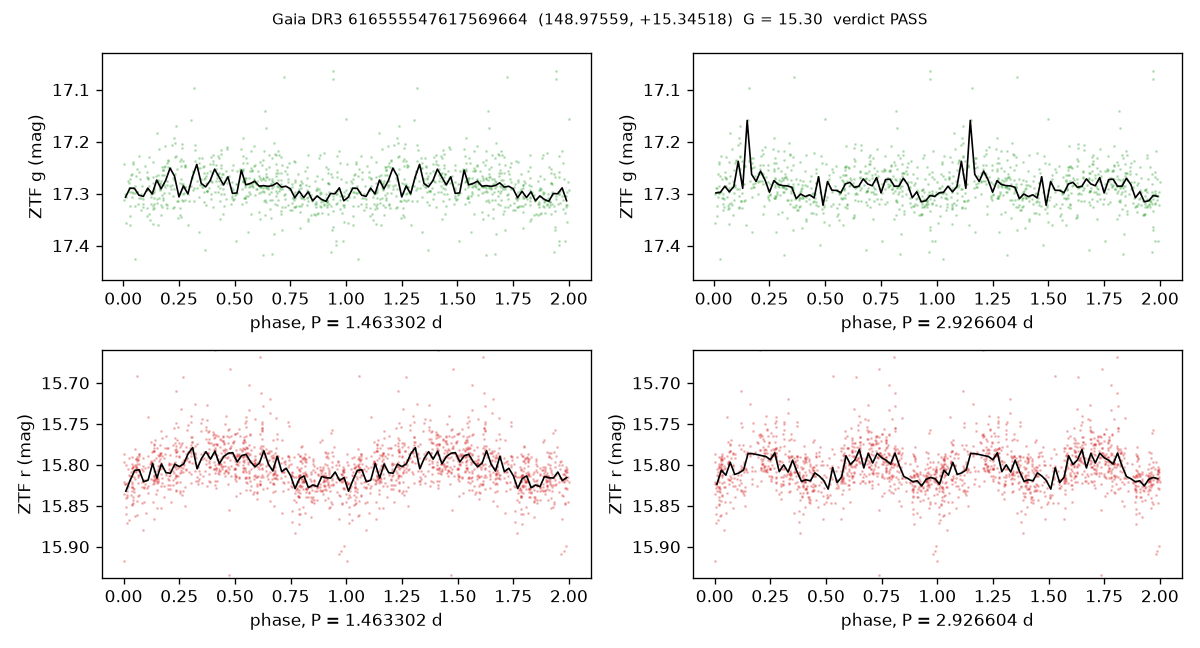 Gaia DR3 616555547617569664  (148.97559, +15.34518)  G = 15.30  verdict PASS
ZTF g (mag)
17.1
17.2
17.3
17.4
0.00 0.25 0.50 0.75 1.00 1.25 1.50 1.75 2.00
phase, P = 1.463302 d
ZTF g (mag)
17.1
17.2
17.3
17.4
0.00 0.25 0.50 0.75 1.00 1.25 1.50 1.75 2.00
phase, P = 2.926604 d
ZTF r (mag)
15.70
15.75
15.80
15.85
15.90
0.00 0.25 0.50 0.75 1.00 1.25 1.50 1.75 2.00
phase, P = 1.463302 d
ZTF r (mag)
15.70
15.75
15.80
15.85
15.90
0.00 0.25 0.50 0.75 1.00 1.25 1.50 1.75 2.00
phase, P = 2.926604 d